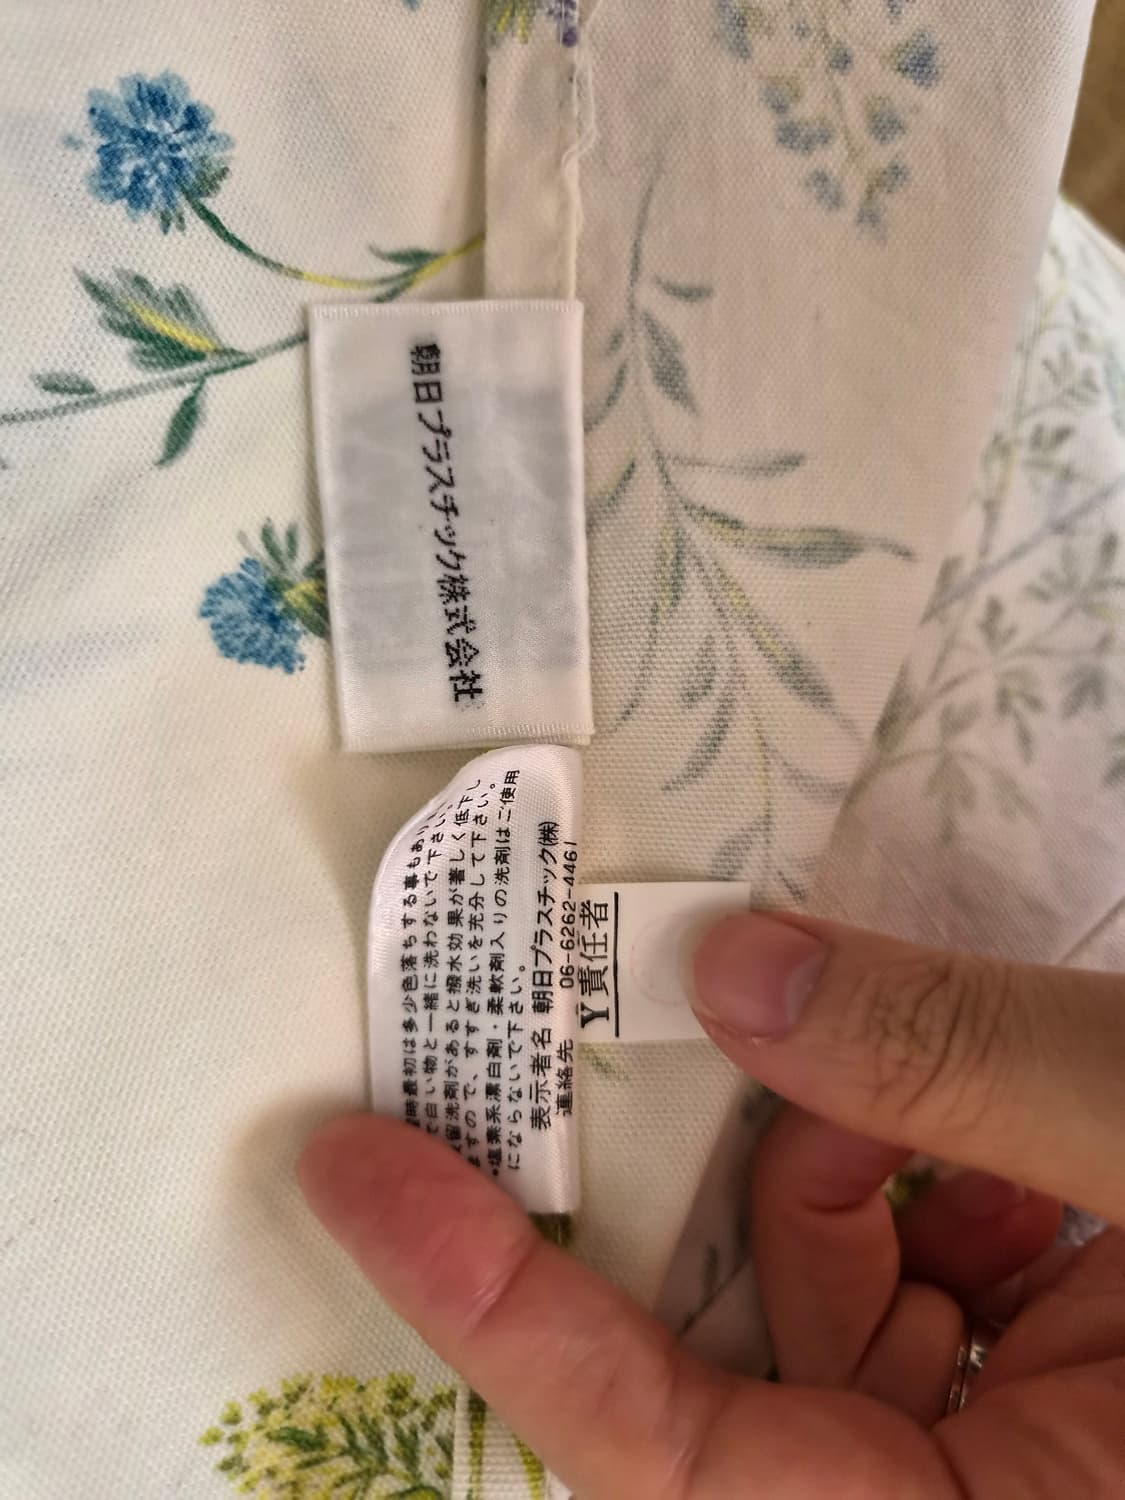 朝日プラスチック株式会社
時最初は多少色落ちする事もあり
で白い物と一緒に洗わないで下さい
留洗剤があると撥水効果が著しく低下し
ますので、すすぎ洗いを充分して下さい。
•塩素系漂白剤・柔軟剤入りの洗剤はご使用
にならないで下さい。
表示者名 朝日プラスチック㈱
連絡先 06-6262-4461
Y責任者